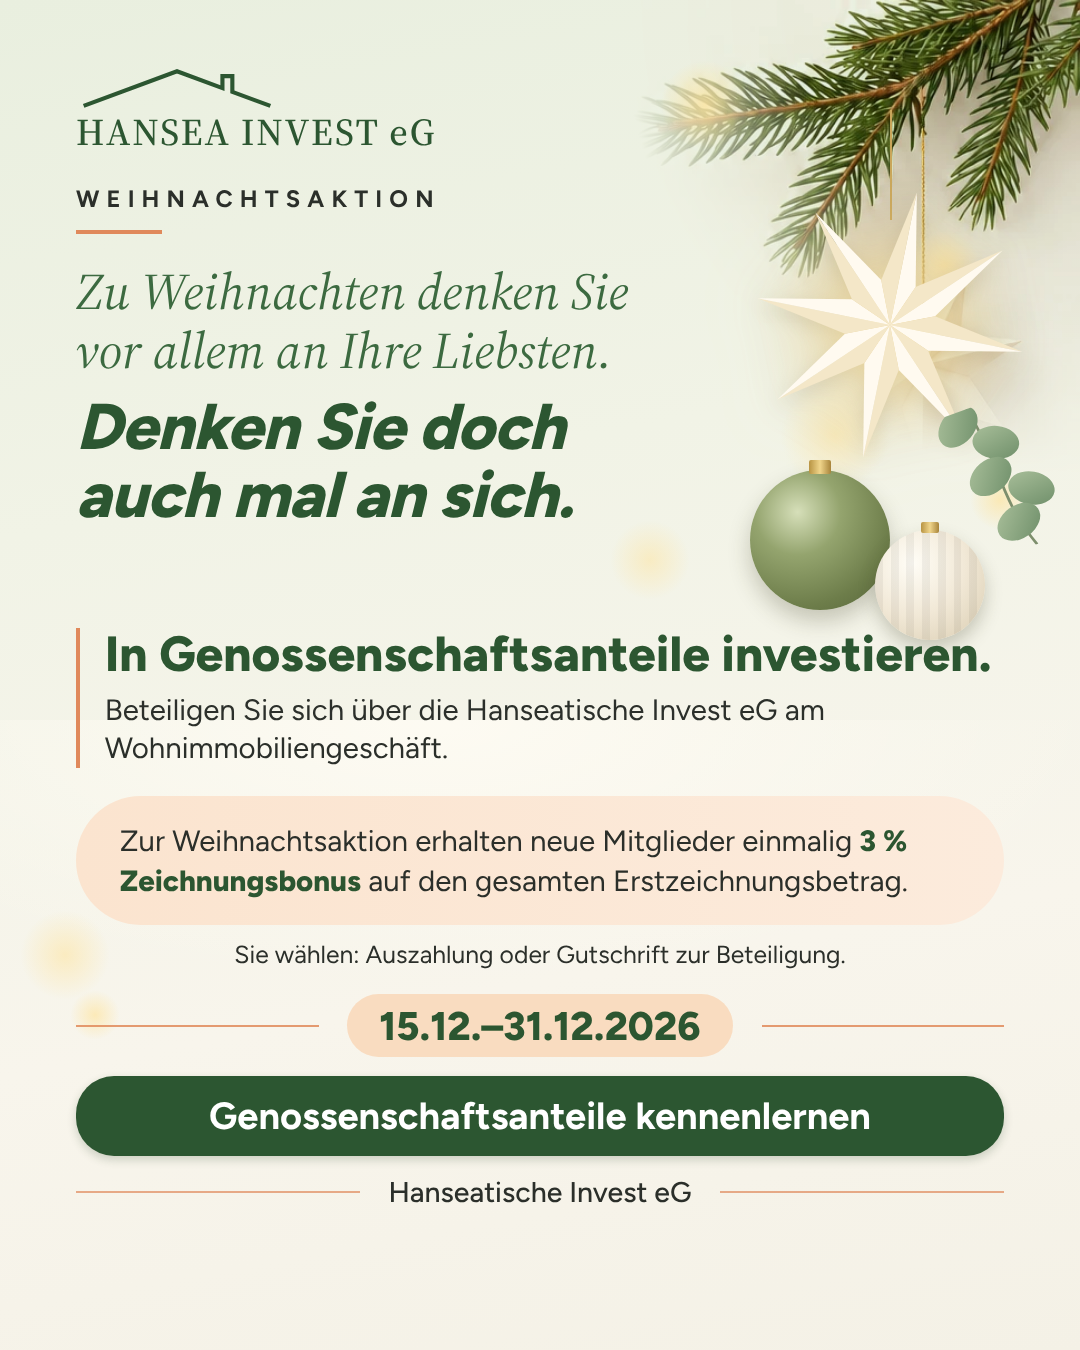 HANSEA INVEST eG
WEIHNACHTSAKTION
Zu Weihnachten denken Sie
vor allem an Ihre Liebsten.
Denken Sie doch
auch mal an sich.
In Genossenschaftsanteile investieren.
Beteiligen Sie sich über die Hanseatische Invest eG am
Wohnimmobiliengeschäft.
Zur Weihnachtsaktion erhalten neue Mitglieder einmalig 3 %
Zeichnungsbonus auf den gesamten Erstzeichnungsbetrag.
Sie wählen: Auszahlung oder Gutschrift zur Beteiligung.
15.12.–31.12.2026
Genossenschaftsanteile kennenlernen
Hanseatische Invest eG